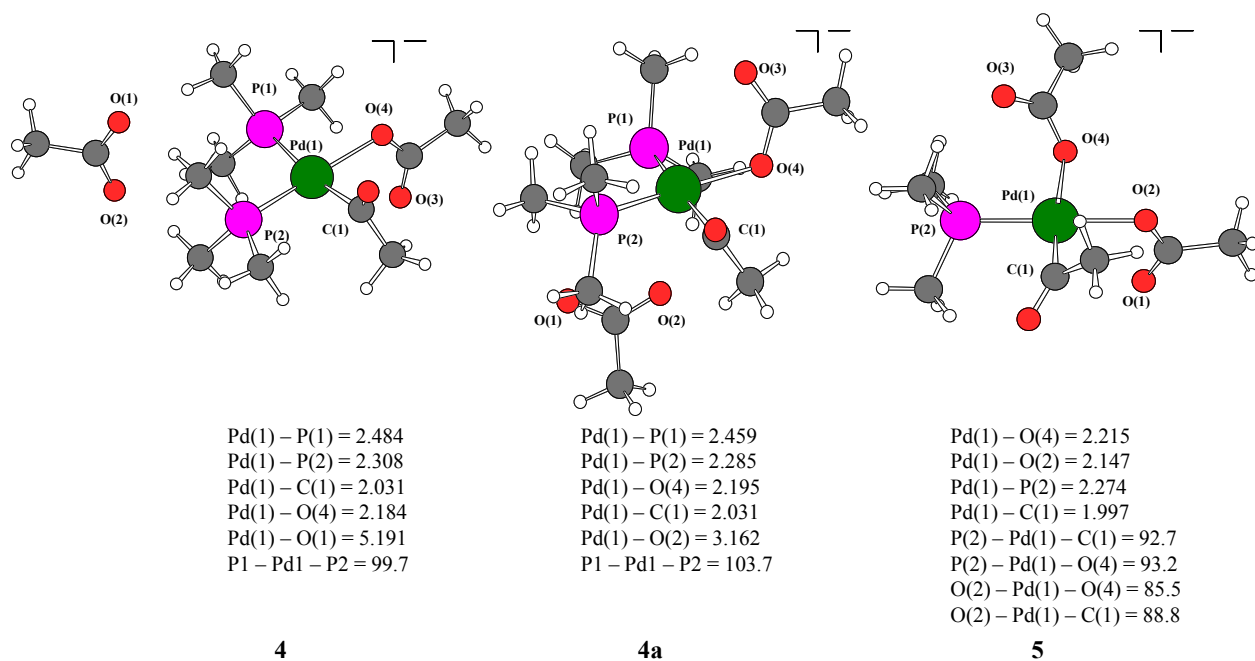 O(1)
O(2)
P(1)
Pd(1)
O(4)
O(3)
P(2)
C(1)
Pd(1) – P(1) = 2.484
Pd(1) – P(2) = 2.308
Pd(1) – C(1) = 2.031
Pd(1) – O(4) = 2.184
Pd(1) – O(1) = 5.191
P1 – Pd1 – P2 = 99.7
4
O(3)
P(1)
Pd(1)
O(4)
P(2)
C(1)
O(1)
O(2)
Pd(1) – P(1) = 2.459
Pd(1) – P(2) = 2.285
Pd(1) – O(4) = 2.195
Pd(1) – C(1) = 2.031
Pd(1) – O(2) = 3.162
P1 – Pd1 – P2 = 103.7
4a
O(3)
O(4)
Pd(1)
O(2)
P(2)
C(1)
O(1)
Pd(1) – O(4) = 2.215
Pd(1) – O(2) = 2.147
Pd(1) – P(2) = 2.274
Pd(1) – C(1) = 1.997
P(2) – Pd(1) – C(1) = 92.7
P(2) – Pd(1) – O(4) = 93.2
O(2) – Pd(1) – O(4) = 85.5
O(2) – Pd(1) – C(1) = 88.8
5